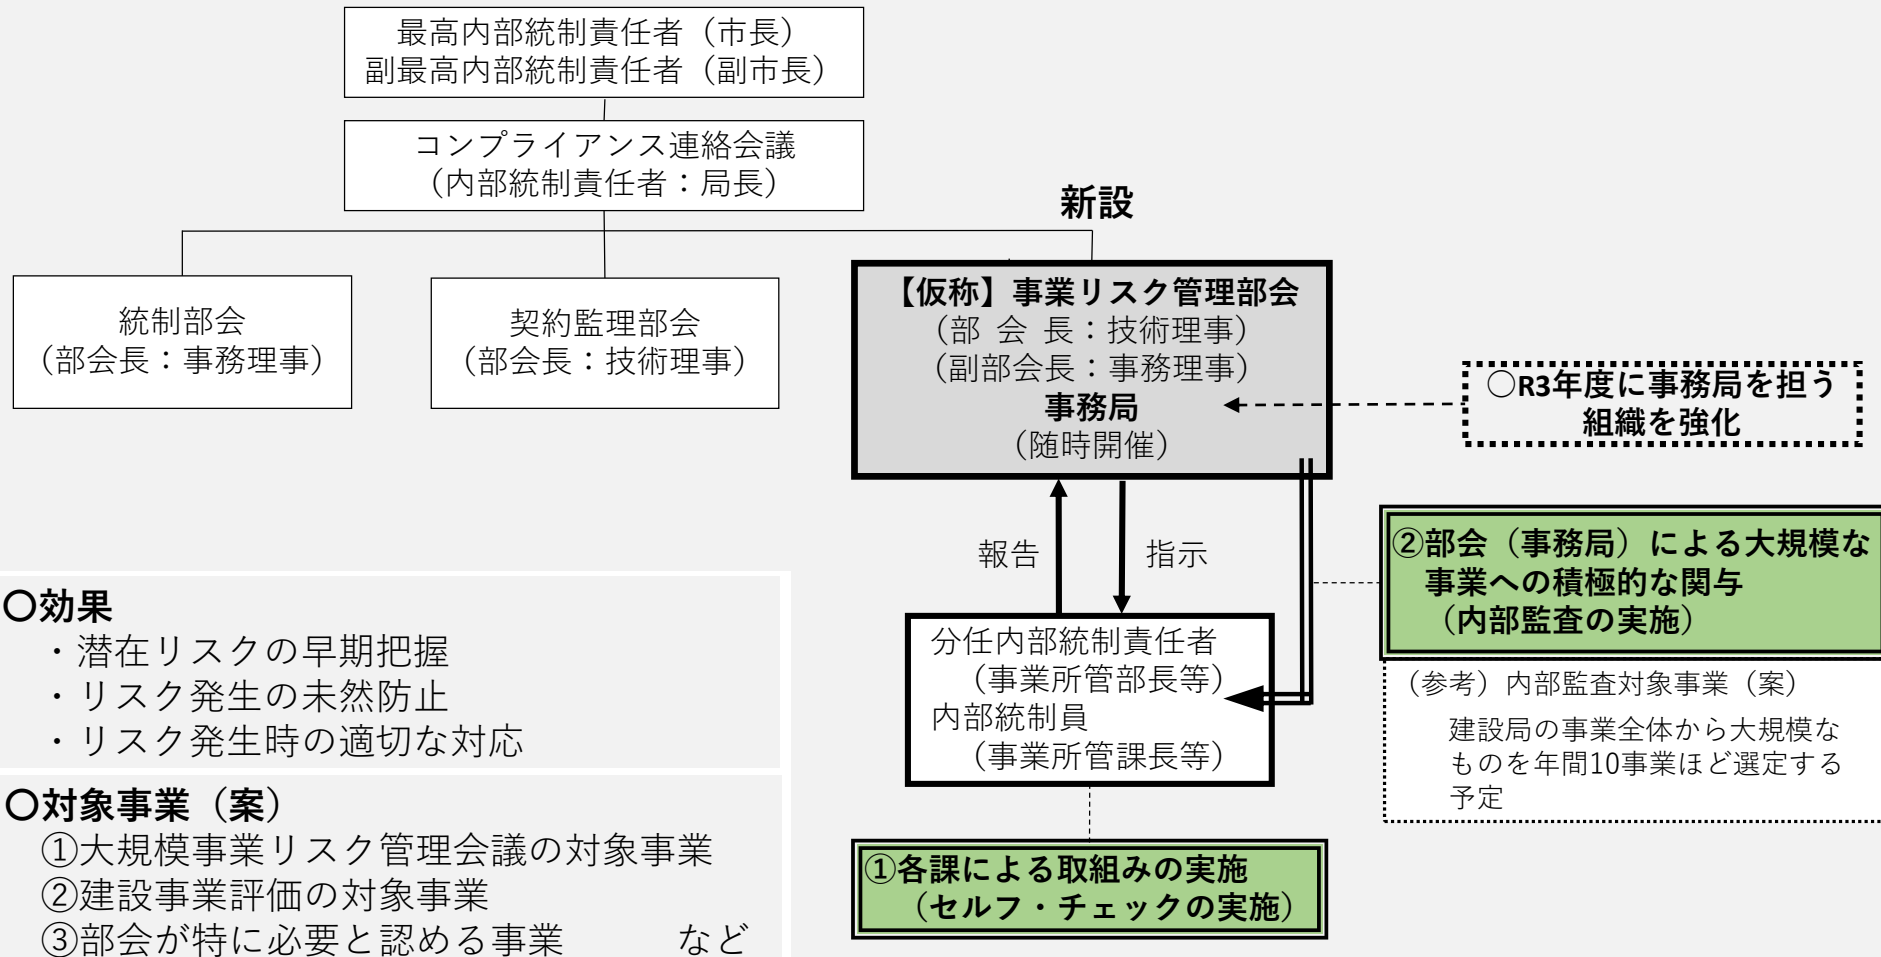 最高内部統制責任者（市長）
副最高内部統制責任者（副市長）
コンプライアンス連絡会議
（内部統制責任者：局長）
新設
統制部会
（部会長：事務理事）
契約監理部会
（部会長：技術理事）
【仮称】事業リスク管理部会
（部 会 長：技術理事）
（副部会長：事務理事）
事務局
（随時開催）
○R3年度に事務局を担う
組織を強化
報告
指示
②部会（事務局）による大規模な
事業への積極的な関与
（内部監査の実施）
（参考）内部監査対象事業（案）
建設局の事業全体から大規模な
ものを年間10事業ほど選定する
予定
分任内部統制責任者
（事業所管部長等）
内部統制員
（事業所管課長等）
①各課による取組みの実施
（セルフ・チェックの実施）
〇効果
・潜在リスクの早期把握
・リスク発生の未然防止
・リスク発生時の適切な対応
〇対象事業（案）
①大規模事業リスク管理会議の対象事業
②建設事業評価の対象事業
③部会が特に必要と認める事業　　　など